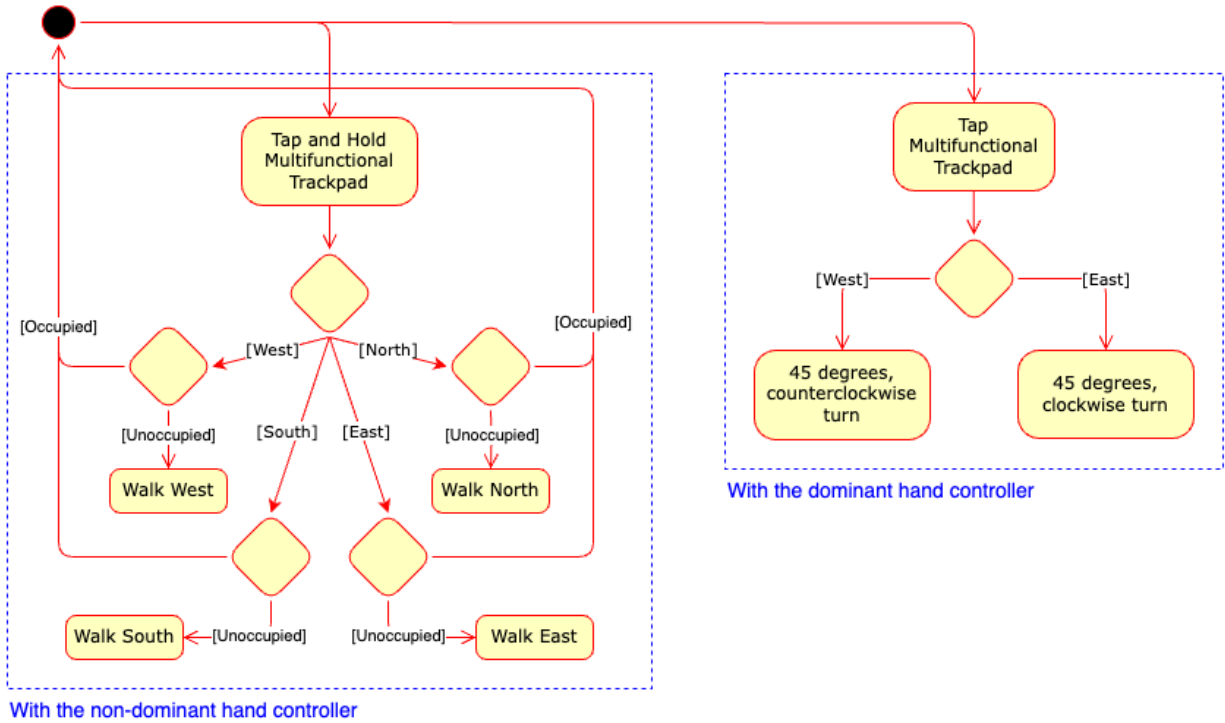 Tap and Hold
Multifunctional
Trackpad
[Occupied]
[West]
[North]
[Occupied]
[Unoccupied]
[South]
[East]
[Unoccupied]
Walk West
Walk North
Walk South
[Unoccupied]
[Unoccupied]
Walk East
With the non-dominant hand controller
Tap
Multifunctional
Trackpad
[West]
[East]
45 degrees,
counterclockwise
turn
45 degrees,
clockwise turn
With the dominant hand controller